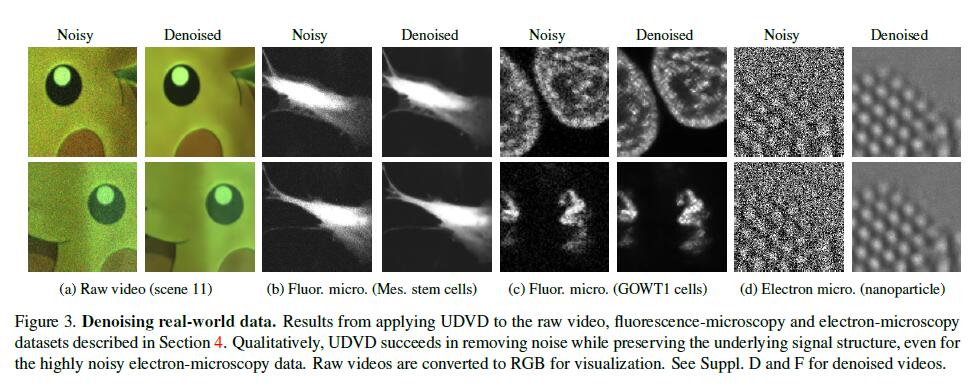 Noisy Denoised Noisy Denoised Noisy Denoised Noisy Denoised
(a) Raw video (scene 11) (b) Fluor. micro. (Mes. stem cells) (c) Fluor. micro. (GOWT1 cells) (d) Electron micro. (nanoparticle)
Figure 3. Denoising real-world data. Results from applying UDVD to the raw video, fluorescence-microscopy and electron-microscopy
datasets described in Section 4. Qualitatively, UDVD succeeds in removing noise while preserving the underlying signal structure, even for
the highly noisy electron-microscopy data. Raw videos are converted to RGB for visualization. See Suppl. D and F for denoised videos.